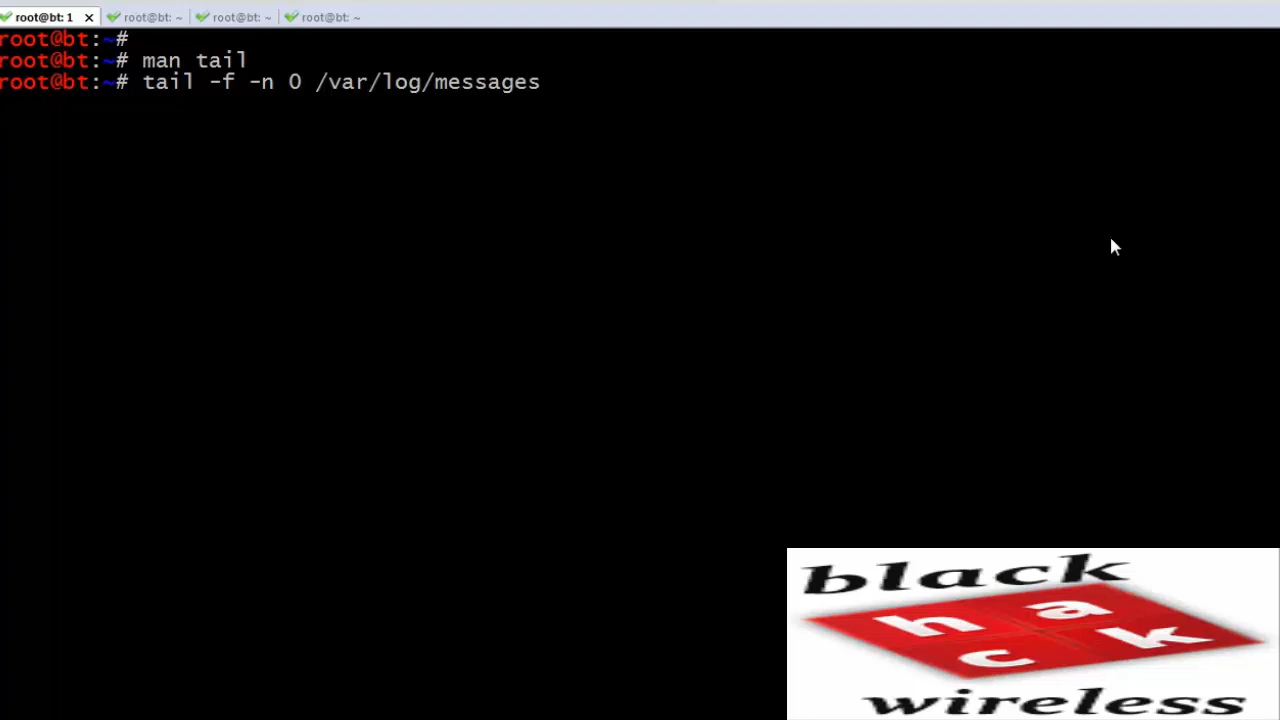 root@bt: 1 root@bt: ~ root@bt: ~ root@bt: ~
root@bt:~#
root@bt:~# man tail
root@bt:~# tail -f -n 0 /var/log/messages
black
h a
c k
wireless